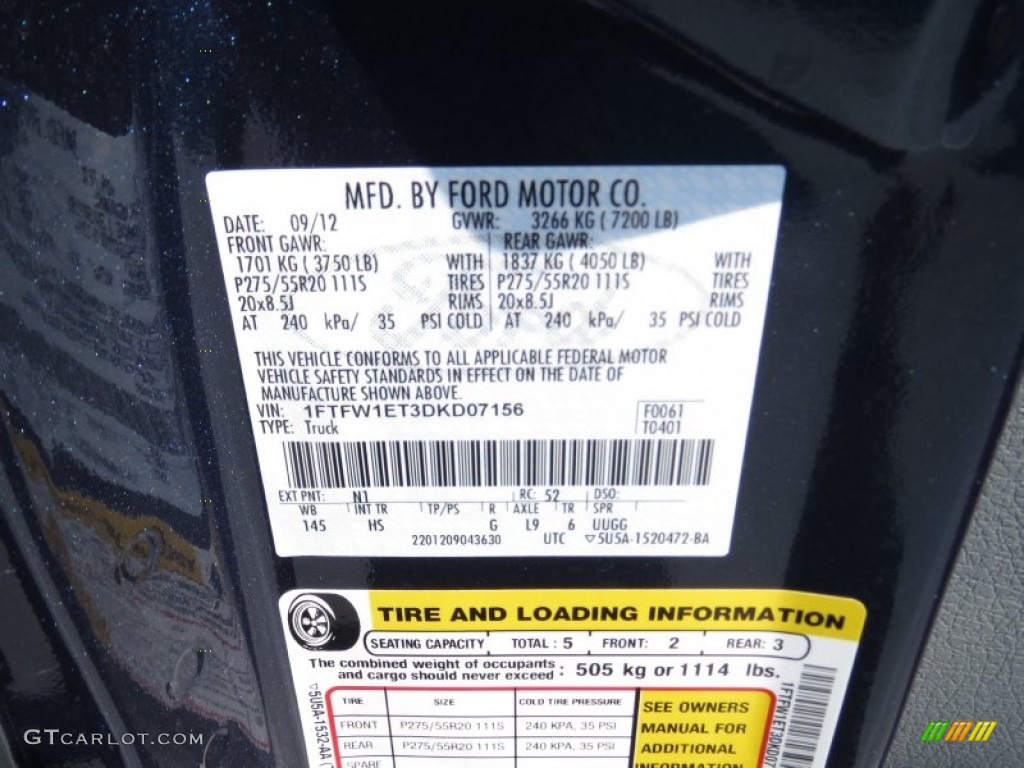 MFD. BY FORD MOTOR CO.
DATE: 09/12 GVWR: 3266 KG ( 7200 LB)
FRONT GAWR: REAR GAWR:
1701 KG ( 3750 LB) WITH 1837 KG ( 4050 LB) WITH
P275/55R20 111S TIRES P275/55R20 111S TIRES
20x8.5J RIMS 20x8.5J RIMS
AT 240 kPa/ 35 PSI COLD AT 240 kPa/ 35 PSI COLD
THIS VEHICLE CONFORMS TO ALL APPLICABLE FEDERAL MOTOR
VEHICLE SAFETY STANDARDS IN EFFECT ON THE DATE OF
MANUFACTURE SHOWN ABOVE.
VIN: 1FTFW1ET3DKD07156 F0061
TYPE: Truck T0401
EXT PNT: N1 RC: 52 DSO:
WB INT TR TP/PS R AXLE TR SPR
145 HS G L9 6 UUGG
2201209043630 UTC ▽5U5A-1520472-BA
TIRE AND LOADING INFORMATION
SEATING CAPACITY TOTAL : 5 FRONT: 2 REAR: 3
The combined weight of occupants
and cargo should never exceed : 505 kg or 1114 lbs.
TIRE SIZE COLD TIRE PRESSURE
FRONT P275/55R20 111S 240 KPA, 35 PSI
REAR P275/55R20 111S 240 KPA, 35 PSI
SPARE
SEE OWNERS
MANUAL FOR
ADDITIONAL
INFORMATION
▽5U5A-1532-AA
1FTFW1ET3DKD07
GTCarlot.com